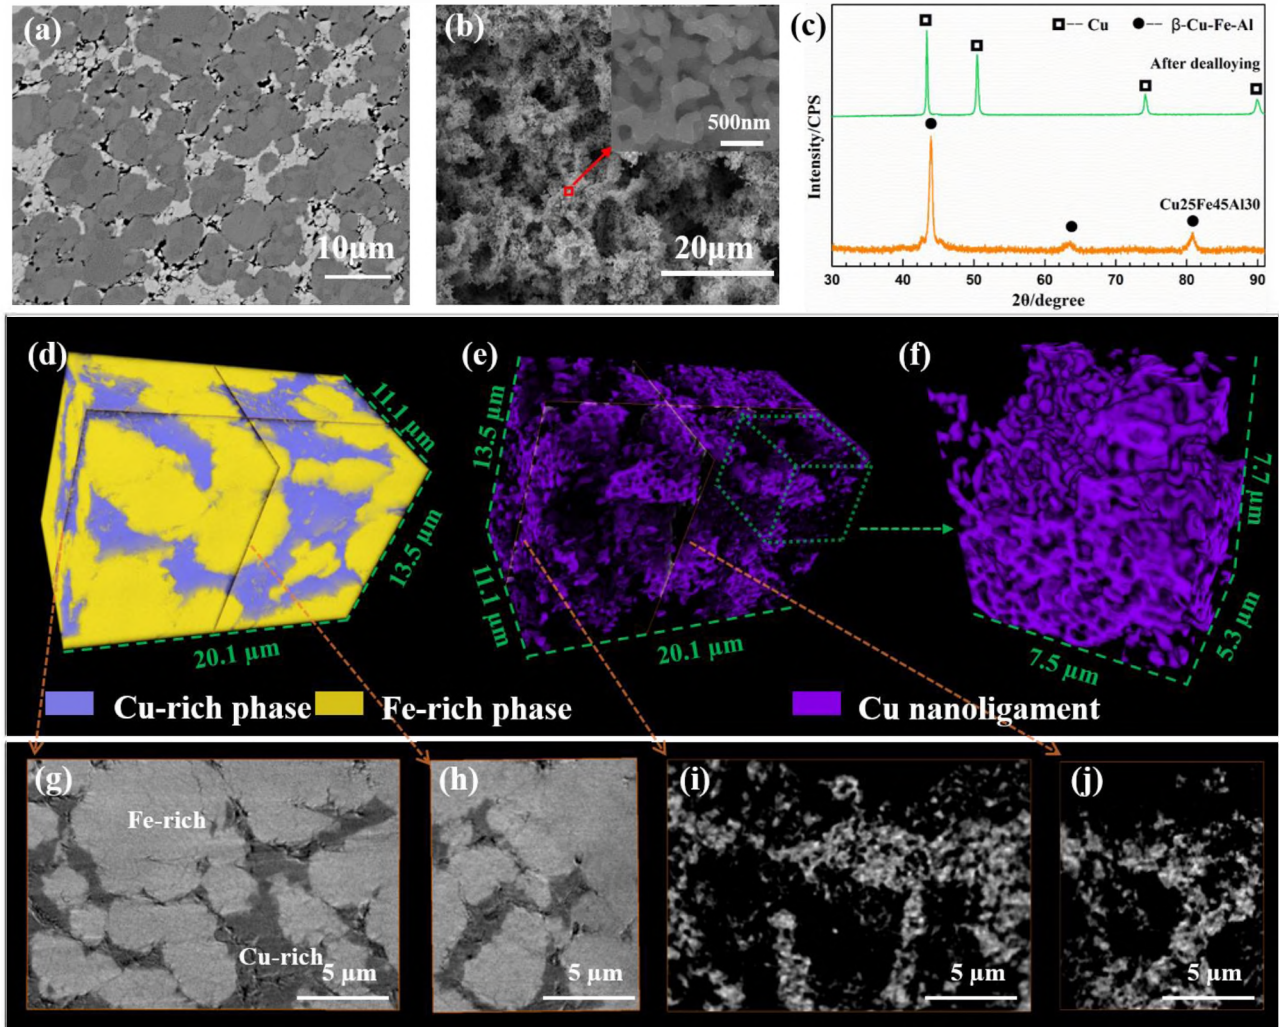 (a)
10μm
(b)
500nm
20μm
(c)
Intensity/CPS
Cu
β-Cu-Fe-Al
After dealloying
Cu25Fe45Al30
30 40 50 60 70 80 90
2θ/degree
(d)
11.1 μm
13.5 μm
20.1 μm
Cu-rich phase
Fe-rich phase
(e)
13.5 μm
11.1 μm
20.1 μm
(f)
7.7 μm
5.3 μm
7.5 μm
Cu nanoligament
(g)
Fe-rich
Cu-rich
5 μm
(h)
5 μm
(i)
5 μm
(j)
5 μm